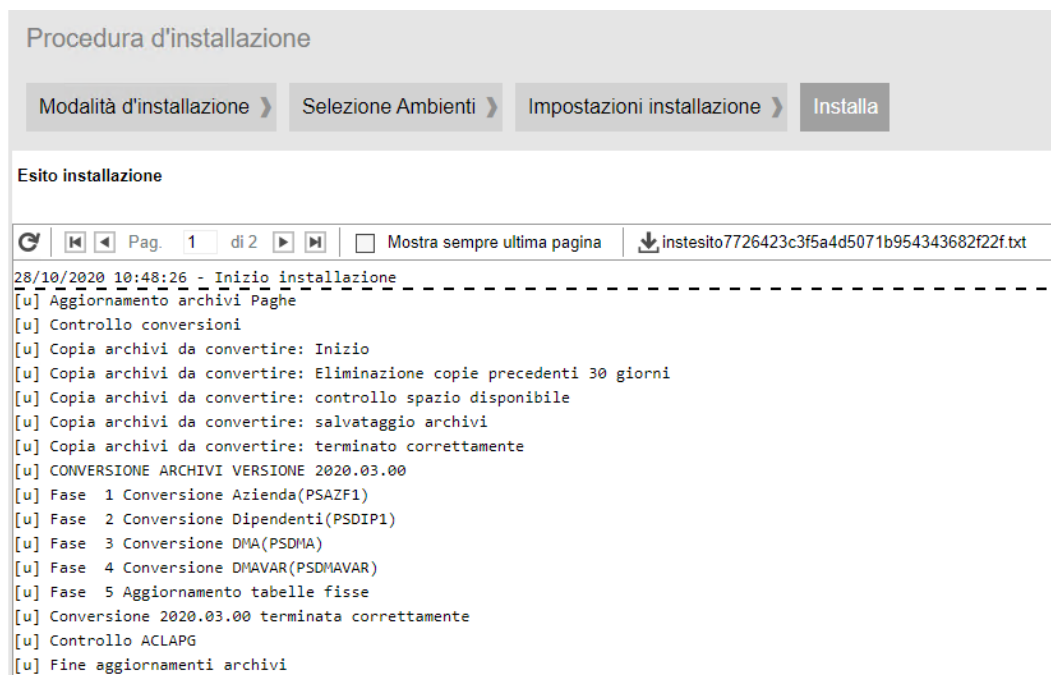 Procedura d'installazione
Modalità d'installazione ❱ Selezione Ambienti ❱ Impostazioni installazione ❱ Installa
Esito installazione
Pag. 1 di 2 Mostra sempre ultima pagina instesito7726423c3f5a4d5071b954343682f22f.txt
28/10/2020 10:48:26 - Inizio installazione
[u] Aggiornamento archivi Paghe
[u] Controllo conversioni
[u] Copia archivi da convertire: Inizio
[u] Copia archivi da convertire: Eliminazione copie precedenti 30 giorni
[u] Copia archivi da convertire: controllo spazio disponibile
[u] Copia archivi da convertire: salvataggio archivi
[u] Copia archivi da convertire: terminato correttamente
[u] CONVERSIONE ARCHIVI VERSIONE 2020.03.00
[u] Fase  1 Conversione Azienda(PSAZF1)
[u] Fase  2 Conversione Dipendenti(PSDIP1)
[u] Fase  3 Conversione DMA(PSDMA)
[u] Fase  4 Conversione DMAVAR(PSDMAVAR)
[u] Fase  5 Aggiornamento tabelle fisse
[u] Conversione 2020.03.00 terminata correttamente
[u] Controllo ACLAPG
[u] Fine aggiornamenti archivi